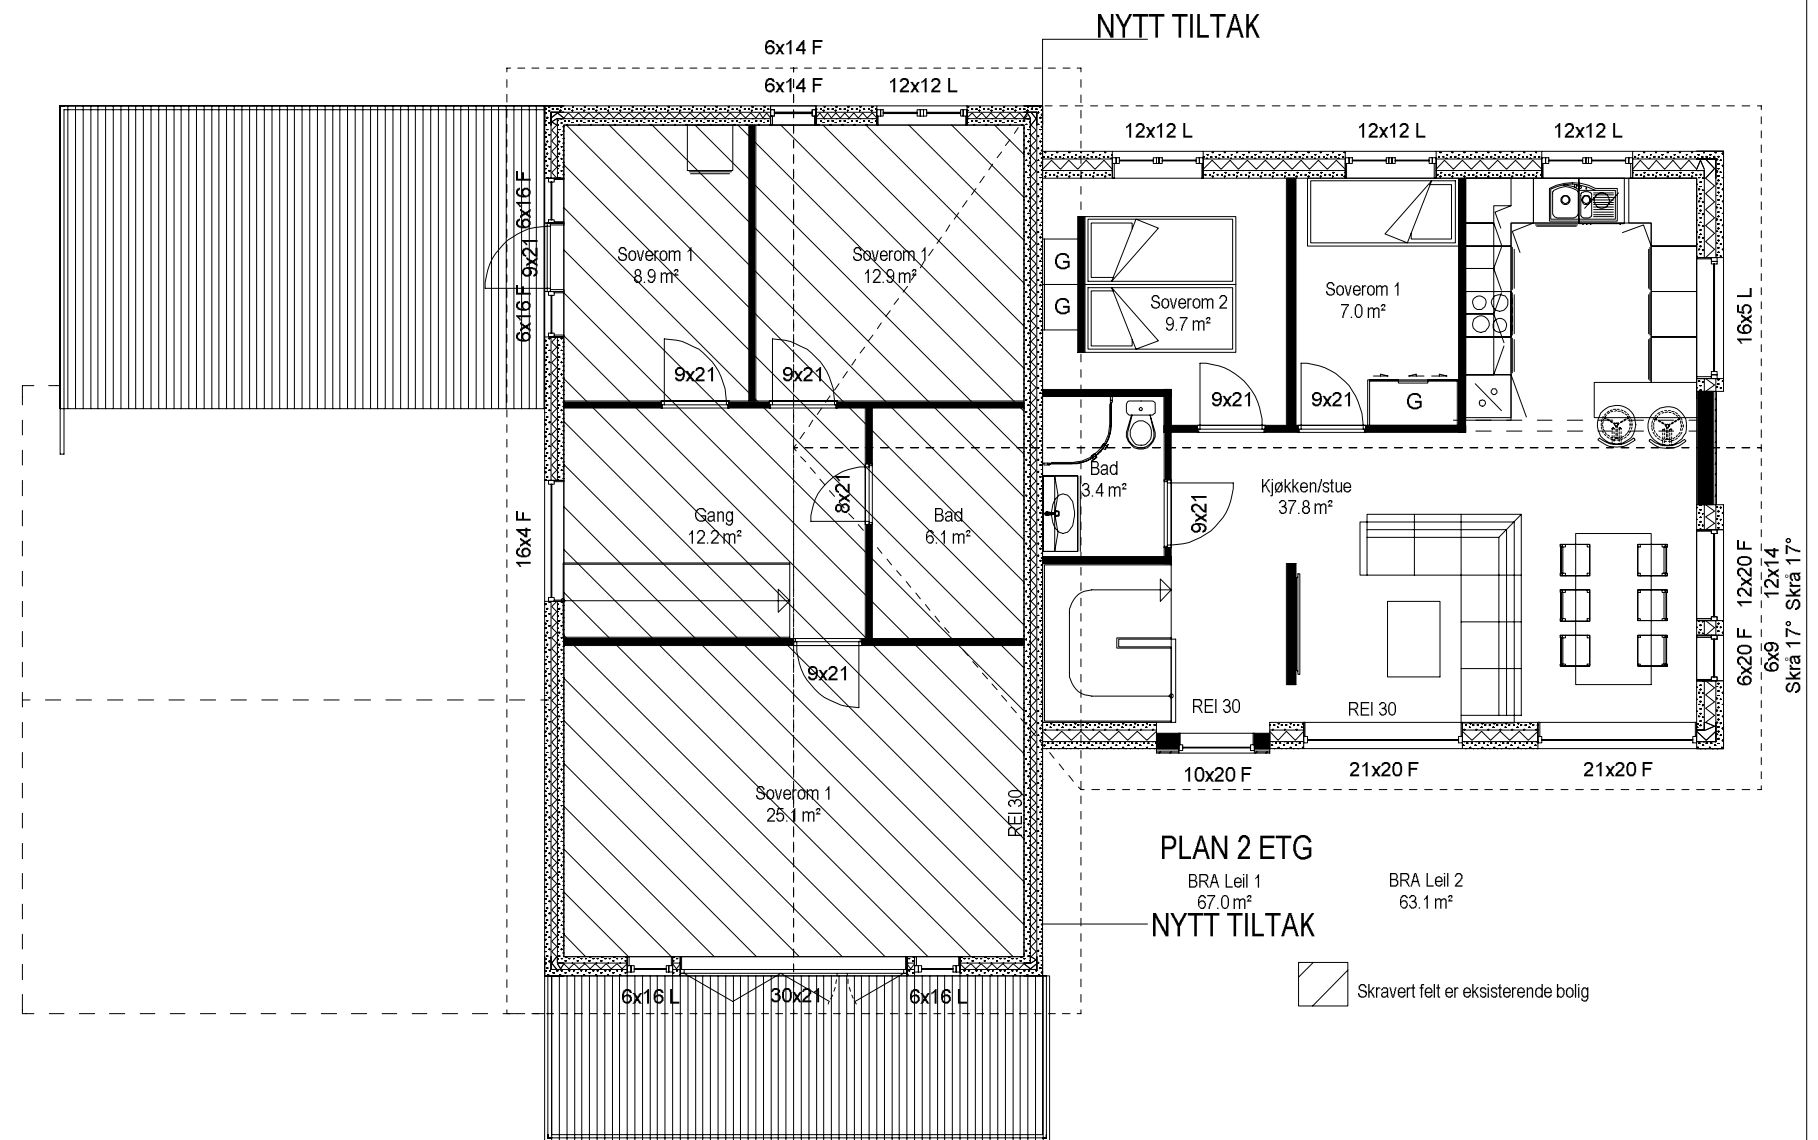 NYTT TILTAK
6x14 F
6x14 F
12x12 L
12x12 L
12x12 L
12x12 L
6x16 F
9x21
6x16 F
Soverom 1
8.9 m²
Soverom 1
12.9 m²
G
G
Soverom 2
9.7 m²
Soverom 1
7.0 m²
16x5 L
9x21
9x21
9x21
9x21
G
16x4 F
Gang
12.2 m²
8x21
Bad
6.1 m²
Bad
3.4 m²
9x21
Kjøkken/stue
37.8 m²
12x20 F
12x14
Skrå 17°
6x20 F
6x9
Skrå 17°
9x21
REI 30
REI 30
10x20 F
21x20 F
21x20 F
Soverom 1
25.1 m²
REI 30
PLAN 2 ETG
BRA Leil 1
67.0 m²
BRA Leil 2
63.1 m²
NYTT TILTAK
6x16 L
30x21
6x16 L
Skravert felt er eksisterende bolig